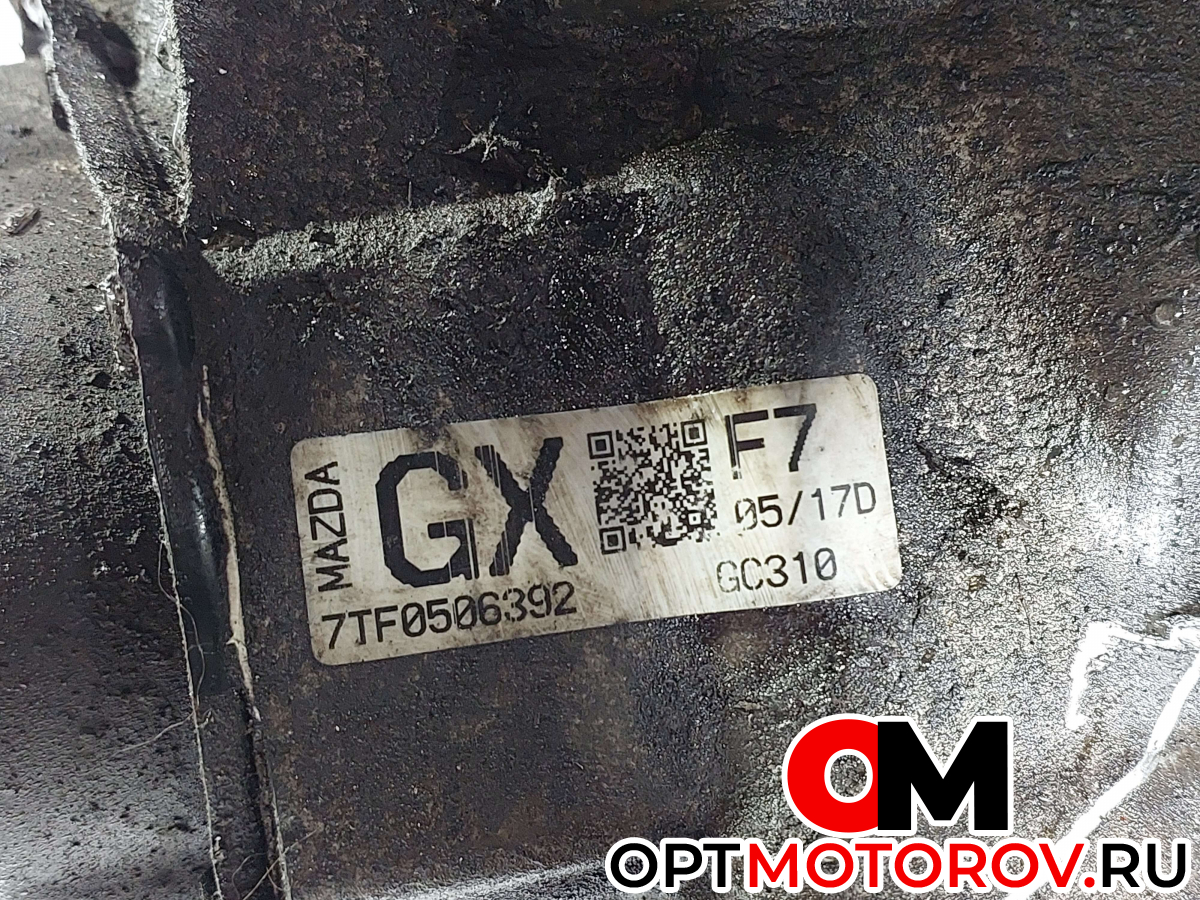 MAZDA
GX
F7
05/17D
GC310
7TF0506392
OM
OPTMOTOROV.RU